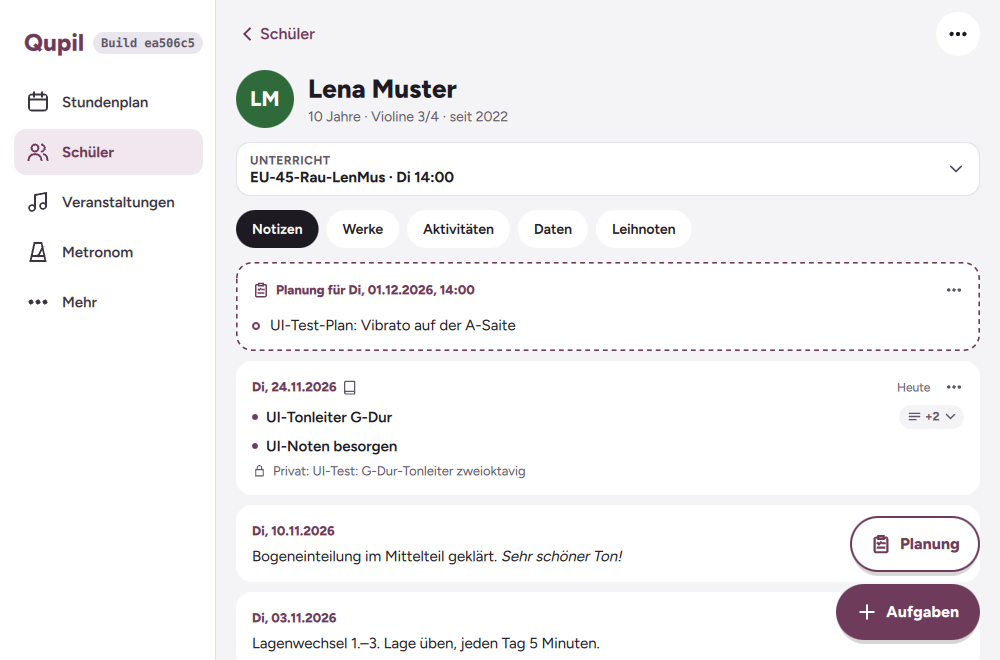 Qupil
Build ea506c5
Stundenplan
Schüler
Veranstaltungen
Metronom
Mehr
Schüler
LM
Lena Muster
10 Jahre · Violine 3/4 · seit 2022
UNTERRICHT
EU-45-Rau-LenMus · Di 14:00
Notizen
Werke
Aktivitäten
Daten
Leihnoten
Planung für Di, 01.12.2026, 14:00
UI-Test-Plan: Vibrato auf der A-Saite
Di, 24.11.2026
Heute
UI-Tonleiter G-Dur
+2
UI-Noten besorgen
Privat: UI-Test: G-Dur-Tonleiter zweioktavig
Di, 10.11.2026
Bogeneinteilung im Mittelteil geklärt. Sehr schöner Ton!
Planung
Di, 03.11.2026
Lagenwechsel 1.–3. Lage üben, jeden Tag 5 Minuten.
Aufgaben